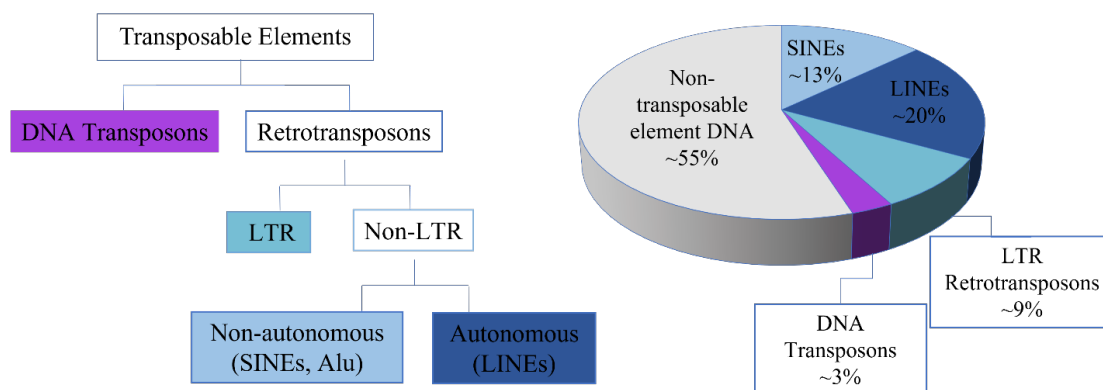 Transposable Elements
DNA Transposons
Retrotransposons
LTR
Non-LTR
Non-autonomous
(SINEs, Alu)
Autonomous
(LINEs)
Non-
transposable
element DNA
~55%
SINEs
~13%
LINEs
~20%
LTR
Retrotransposons
~9%
DNA
Transposons
~3%